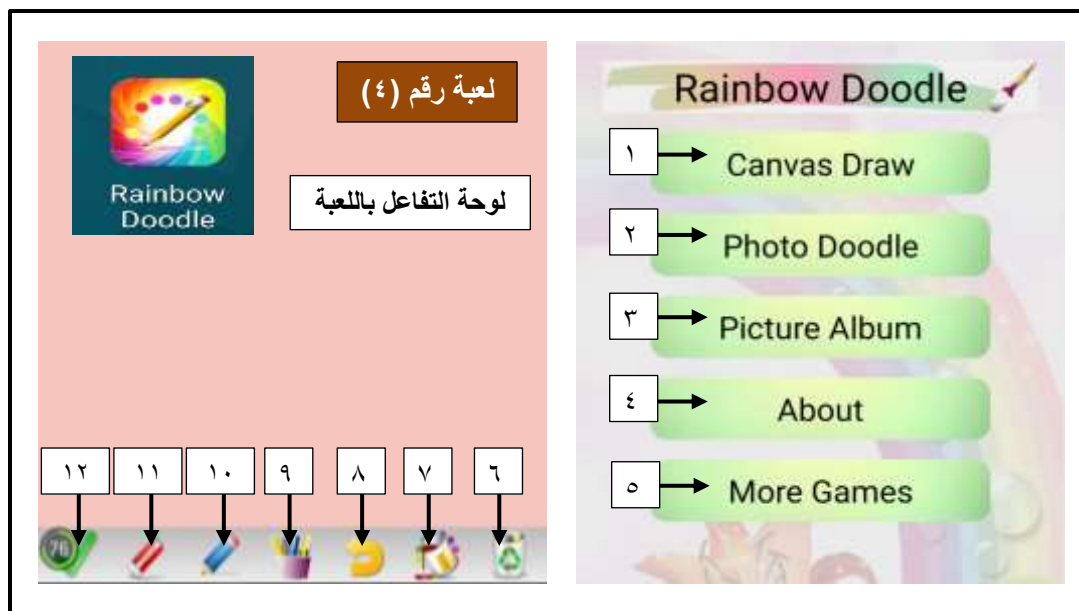 لعبة رقم (٤)
Rainbow
Doodle
لوحة التفاعل باللعبة
١٢ ١١ ١٠ ٩ ٨ ٧ ٦
76
Rainbow Doodle
١ Canvas Draw
٢ Photo Doodle
٣ Picture Album
٤ About
٥ More Games